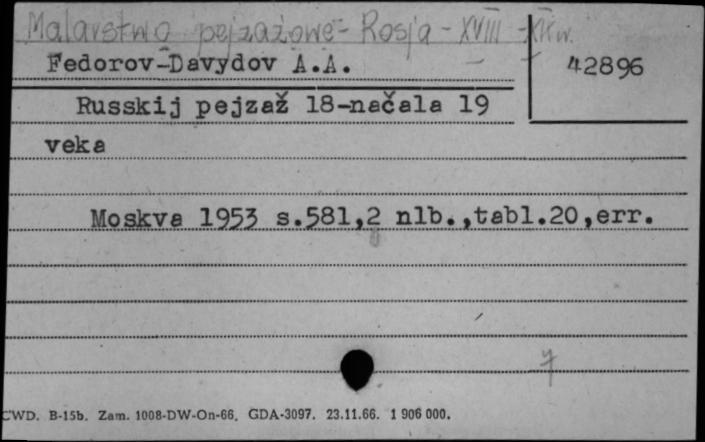 Malarstwo pejzażowe - Rosja - XVIII - XIX w.
Fedorov-Davydov A.A.
42896
Russkij pejzaž 18-načala 19
veka
Moskva 1953 s.581,2 nlb.,tabl.20,err.
7
CWD. B-15b. Zam. 1008-DW-On-66. GDA-3097. 23.11.66. 1 906 000.